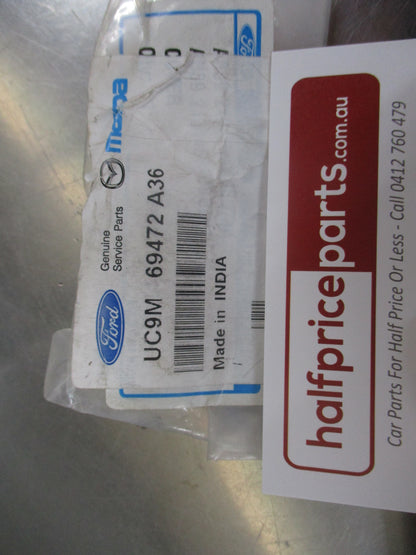 mazda
Genuine
Service Parts
Ford
UC9M 69472 A36
Made in INDIA
Ford
halfpriceparts.com.au
Car Parts For Half Price Or Less - Call 0412 760 479